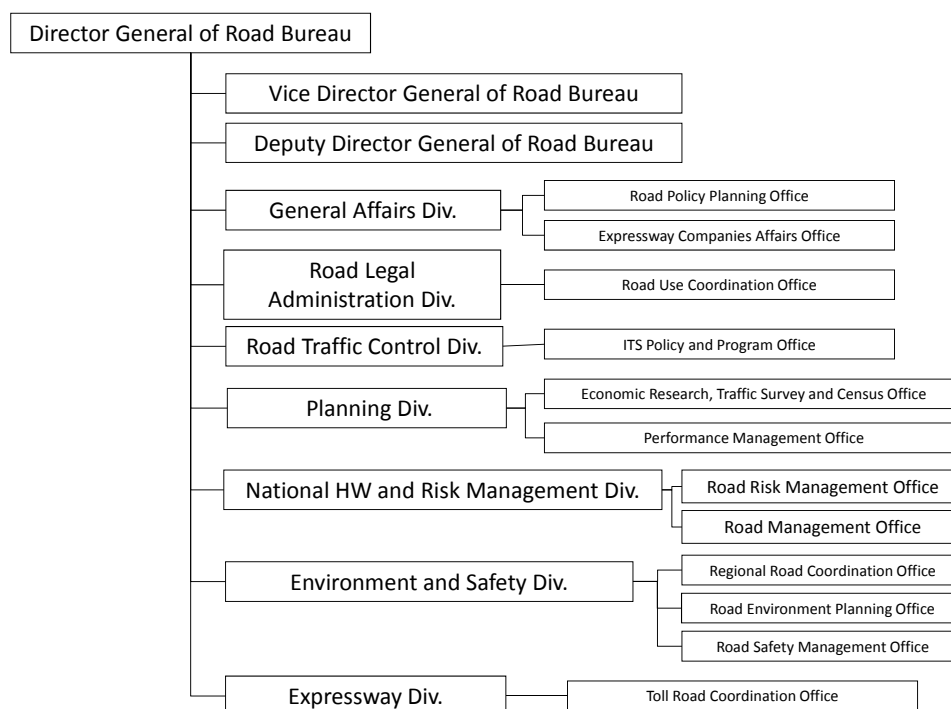 Director General of Road Bureau
Vice Director General of Road Bureau
Deputy Director General of Road Bureau
General Affairs Div.
Road Policy Planning Office
Expressway Companies Affairs Office
Road Legal
Administration Div.
Road Use Coordination Office
Road Traffic Control Div.
ITS Policy and Program Office
Planning Div.
Economic Research, Traffic Survey and Census Office
Performance Management Office
National HW and Risk Management Div.
Road Risk Management Office
Road Management Office
Environment and Safety Div.
Regional Road Coordination Office
Road Environment Planning Office
Road Safety Management Office
Expressway Div.
Toll Road Coordination Office